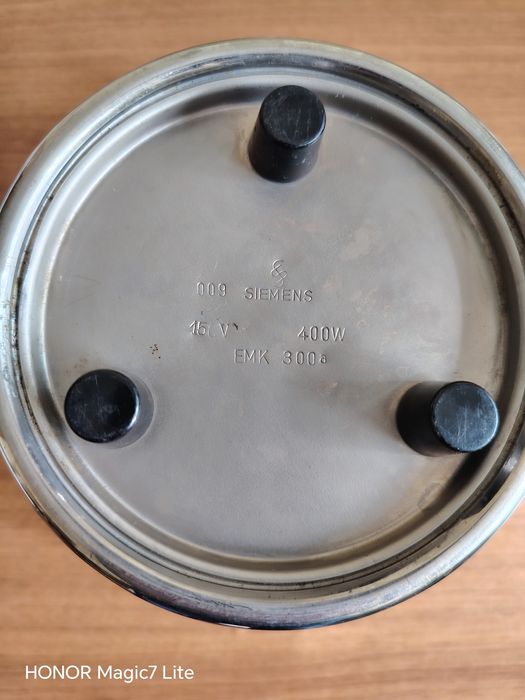 009 SIEMENS
400W
EMK 300
HONOR Magic7 Lite